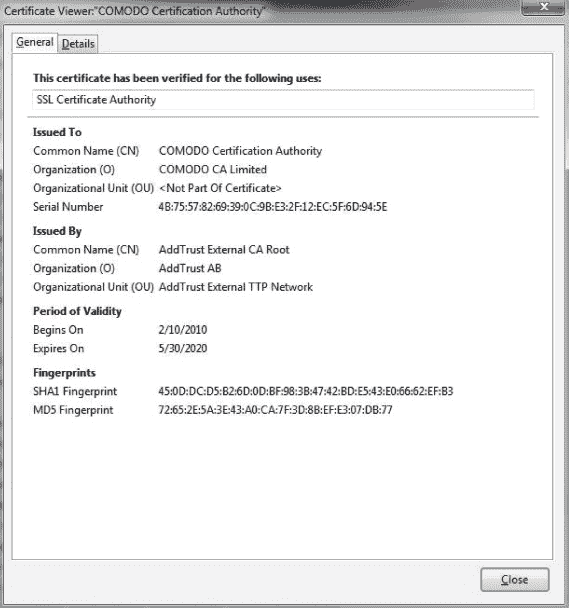 Certificate Viewer:"COMODO Certification Authority"
General Details
This certificate has been verified for the following uses:
SSL Certificate Authority
Issued To
Common Name (CN) COMODO Certification Authority
Organization (O) COMODO CA Limited
Organizational Unit (OU) <Not Part Of Certificate>
Serial Number 4B:75:57:82:69:39:0C:9B:E3:2F:12:EC:5F:6D:94:5E
Issued By
Common Name (CN) AddTrust External CA Root
Organization (O) AddTrust AB
Organizational Unit (OU) AddTrust External TTP Network
Period of Validity
Begins On 2/10/2010
Expires On 5/30/2020
Fingerprints
SHA1 Fingerprint 45:0D:DC:D5:B2:6D:0D:BF:98:3B:47:42:BD:E5:43:E0:66:62:EF:B3
MD5 Fingerprint 72:65:2E:5A:3E:43:A0:CA:7F:3D:8B:EF:E3:07:DB:77
Close